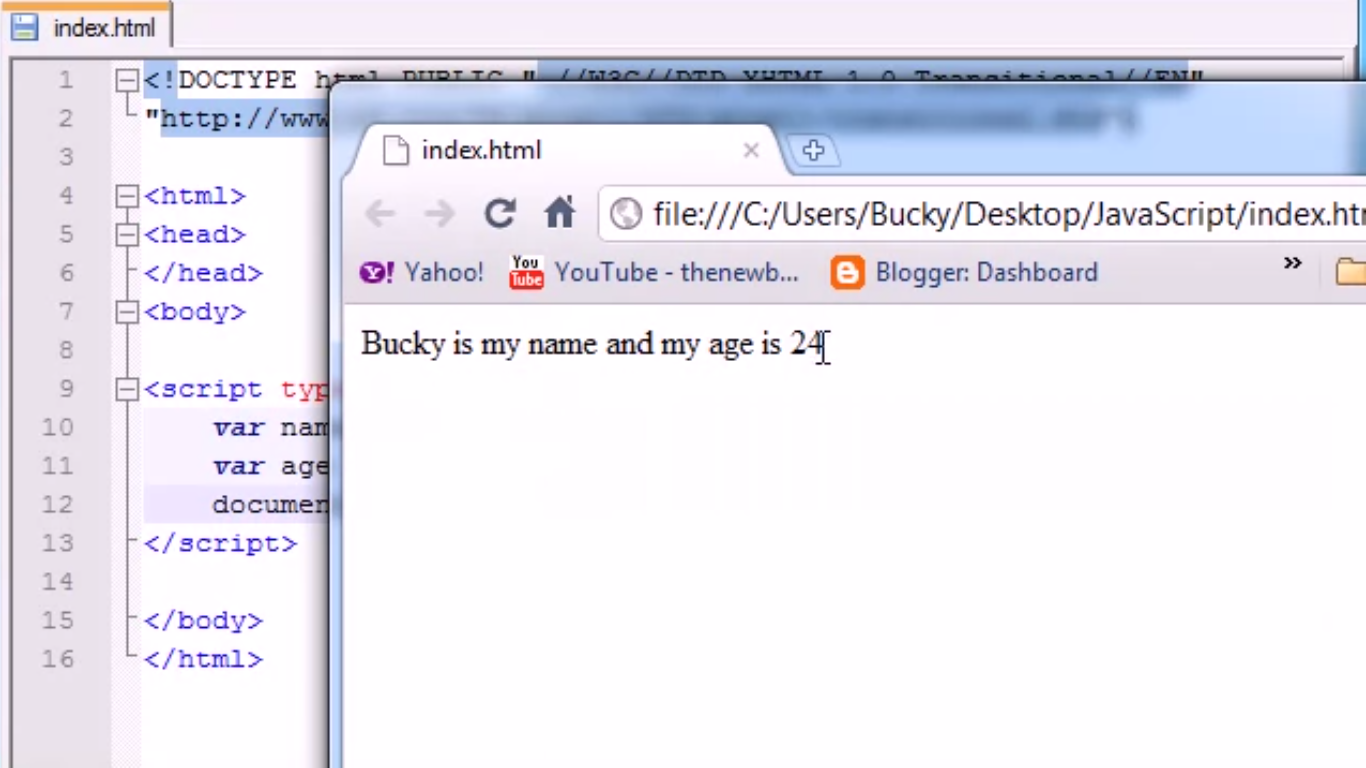 index.html
1 <!DOCTYPE html PUBLIC "-//W3C//DTD XHTML 1.0 Transitional//EN"
2 "http://www
3
4 <html>
5 <head>
6 </head>
7 <body>
8
9 <script typ
10 var nam
11 var age
12 documen
13 </script>
14
15 </body>
16 </html>
index.html
file:///C:/Users/Bucky/Desktop/JavaScript/index.htm
Y! Yahoo! You Tube YouTube - thenewb... Blogger: Dashboard »
Bucky is my name and my age is 24